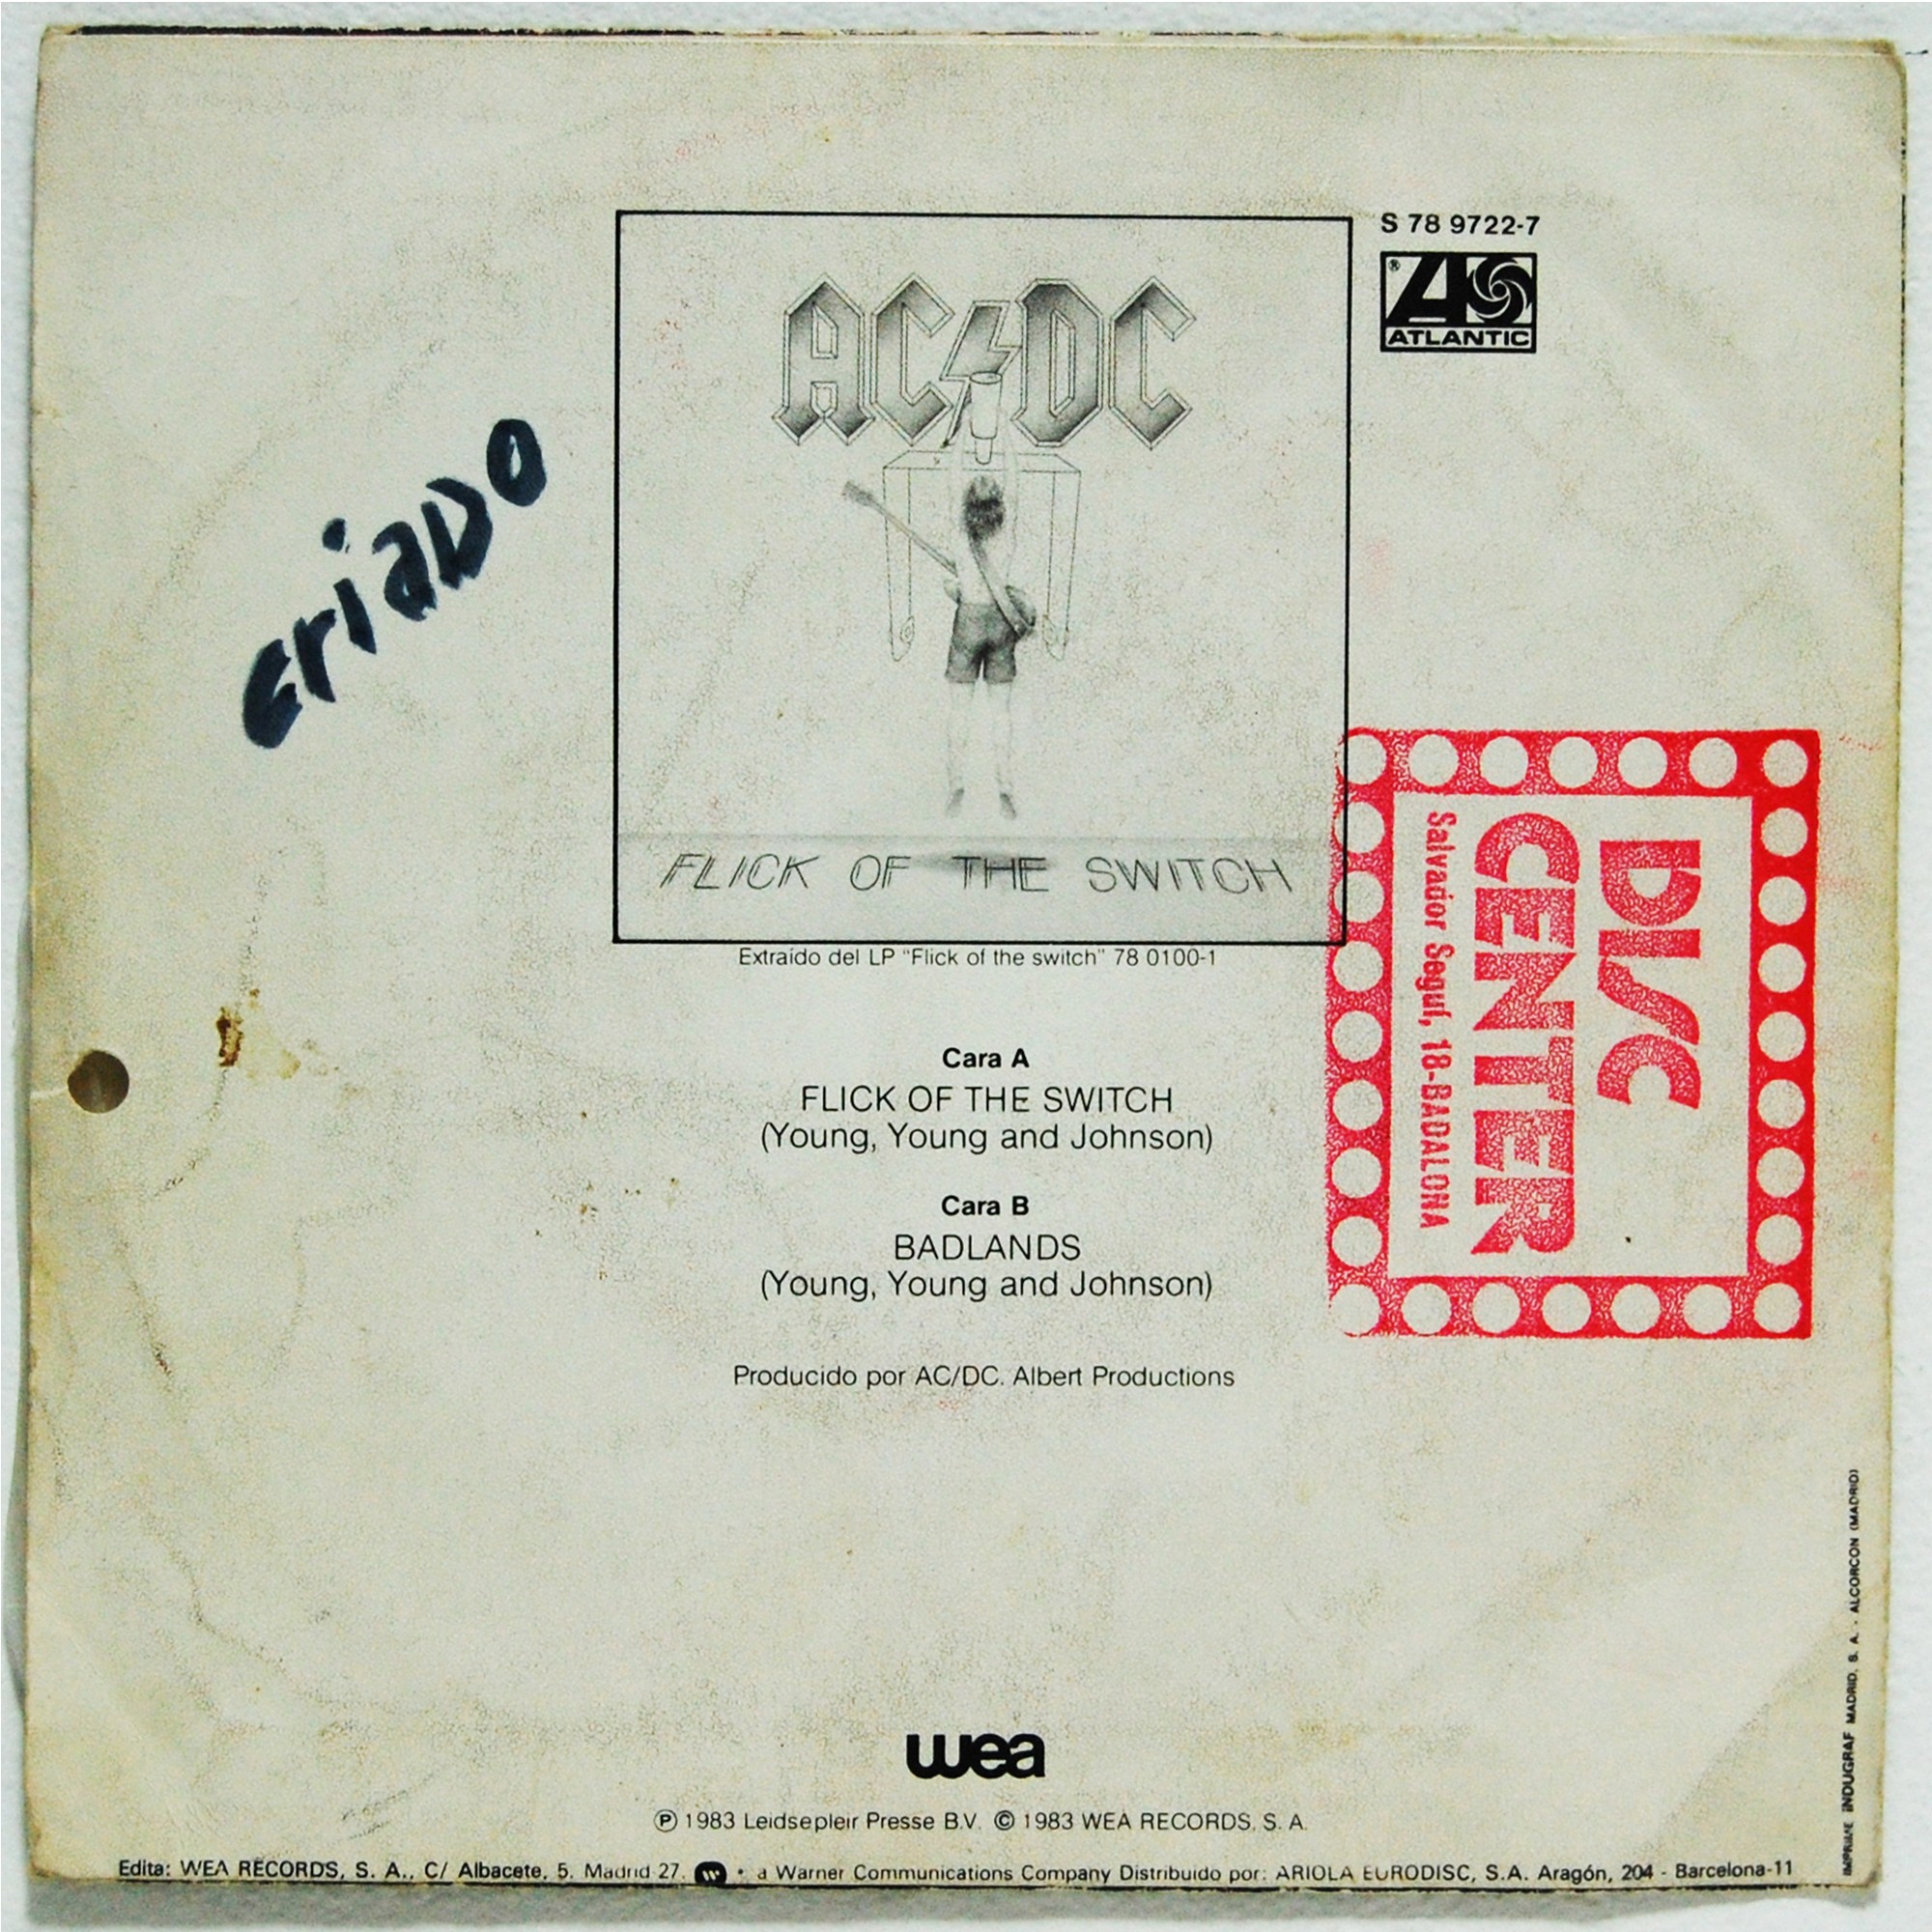 S 78 9722-7
®
ATLANTIC
AC DC
criaDO
FLICK OF THE SWITCH
Extraído del LP "Flick of the switch" 78 0100-1
DISC
CENTER
Salvador Seguí, 18-BADALONA
Cara A
FLICK OF THE SWITCH
(Young, Young and Johnson)
Cara B
BADLANDS
(Young, Young and Johnson)
Producido por AC/DC. Albert Productions
wea
℗ 1983 Leidsepleir Presse B.V. © 1983 WEA RECORDS. S. A.
Edita: WEA RECORDS, S. A., C/ Albacete, 5. Madrid-27. • a Warner Communications Company Distribuido por: ARIOLA EURODISC, S.A. Aragón, 204 - Barcelona-11
IMPRIME INDUGRAF MADRID, S. A. - ALCORCON (MADRID)